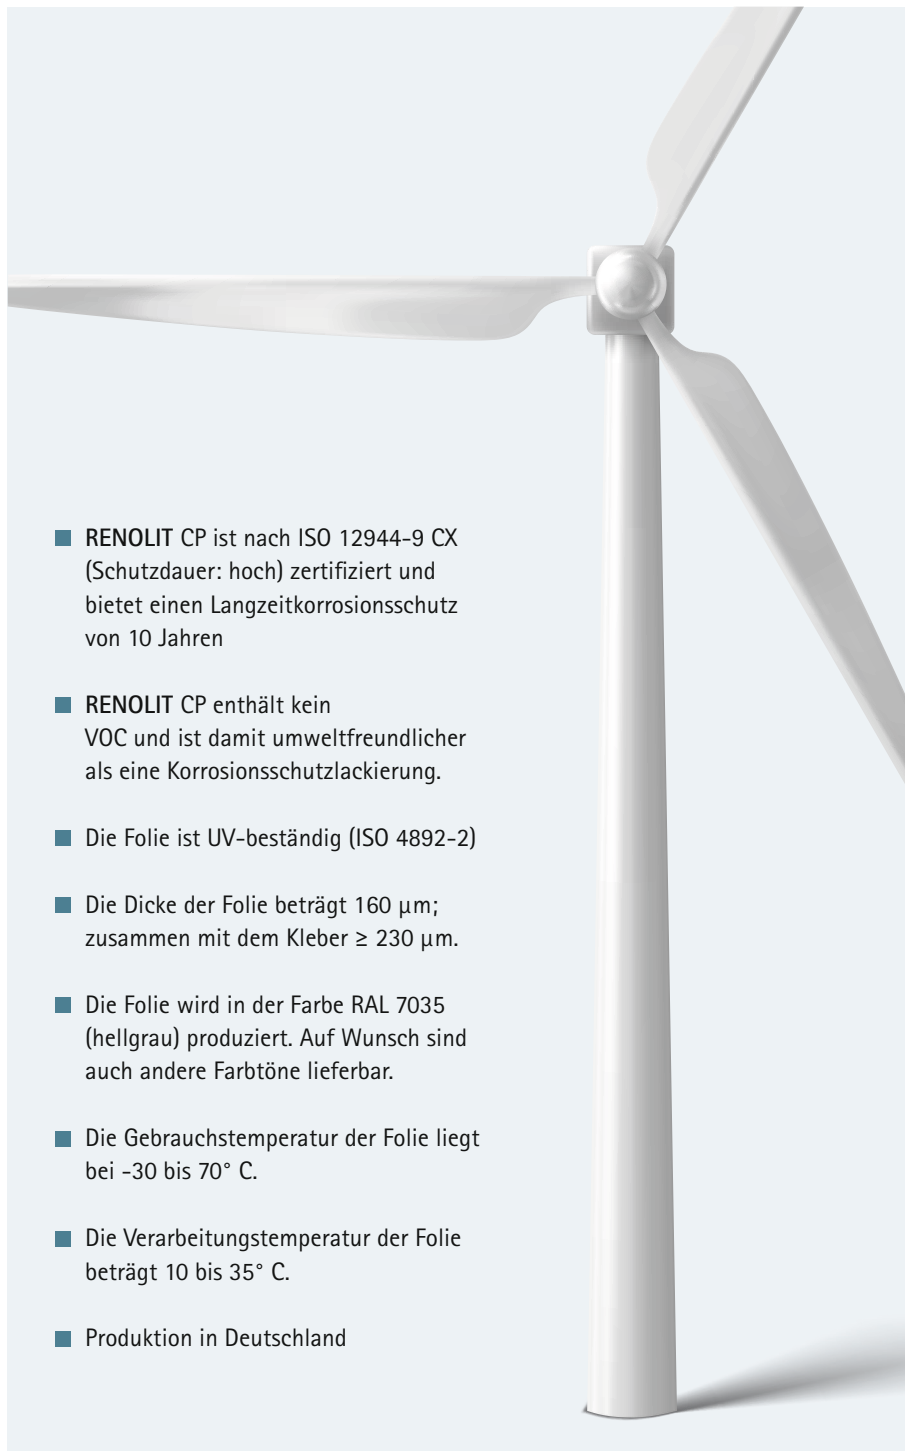 RENOLIT CP ist nach ISO 12944-9 CX
(Schutzdauer: hoch) zertifiziert und
bietet einen Langzeitkorrosionsschutz
von 10 Jahren
RENOLIT CP enthält kein
VOC und ist damit umweltfreundlicher
als eine Korrosionsschutzlackierung.
Die Folie ist UV-beständig (ISO 4892-2)
Die Dicke der Folie beträgt 160 µm;
zusammen mit dem Kleber ≥ 230 µm.
Die Folie wird in der Farbe RAL 7035
(hellgrau) produziert. Auf Wunsch sind
auch andere Farbtöne lieferbar.
Die Gebrauchstemperatur der Folie liegt
bei -30 bis 70° C.
Die Verarbeitungstemperatur der Folie
beträgt 10 bis 35° C.
Produktion in Deutschland